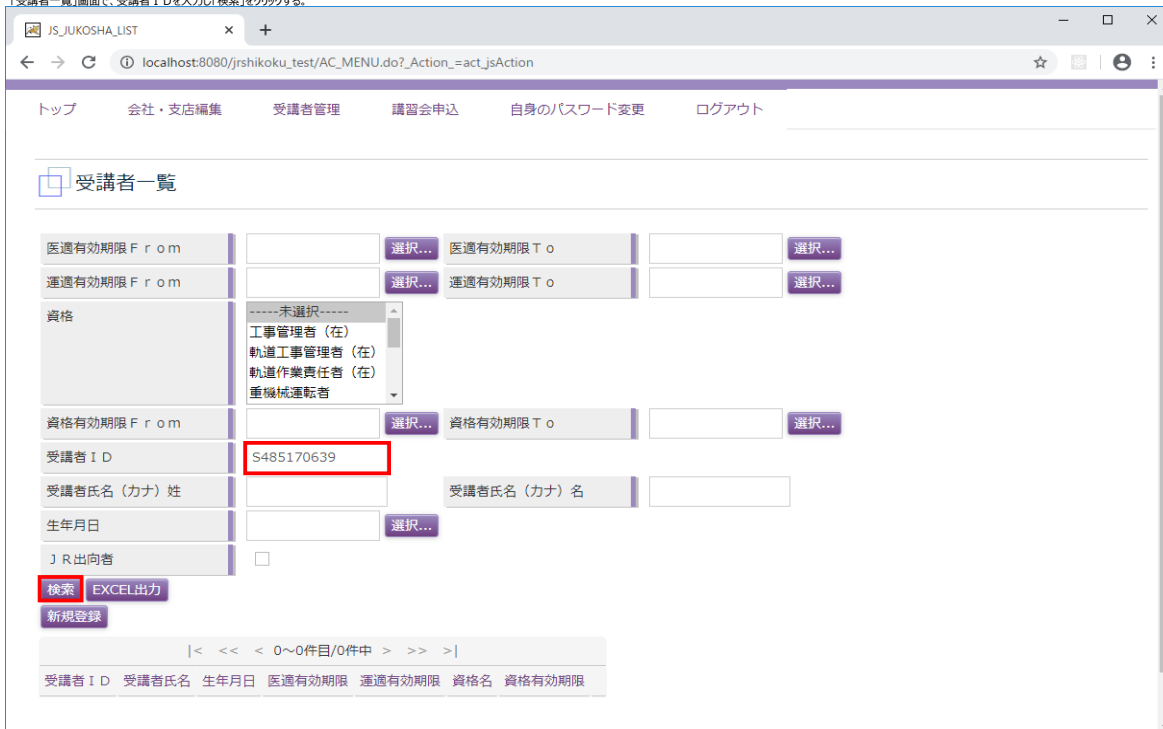 「受講者一覧」画面で、受講者ＩＤを入力し「検索」をクリックする。
JS_JUKOSHA_LIST
localhost:8080/jrshikoku_test/AC_MENU.do?_Action_=act_jsAction
トップ 会社・支店編集 受講者管理 講習会申込 自身のパスワード変更 ログアウト
受講者一覧
医適有効期限Ｆｒｏｍ 選択... 医適有効期限Ｔｏ 選択...
運適有効期限Ｆｒｏｍ 選択... 運適有効期限Ｔｏ 選択...
資格 -----未選択-----
工事管理者（在）
軌道工事管理者（在）
軌道作業責任者（在）
重機械運転者
資格有効期限Ｆｒｏｍ 選択... 資格有効期限Ｔｏ 選択...
受講者ＩＤ S485170639
受講者氏名（カナ）姓 受講者氏名（カナ）名
生年月日 選択...
ＪＲ出向者
検索 EXCEL出力
新規登録
|< << < 0～0件目/0件中 > >> >|
受講者ＩＤ 受講者氏名 生年月日 医適有効期限 運適有効期限 資格名 資格有効期限